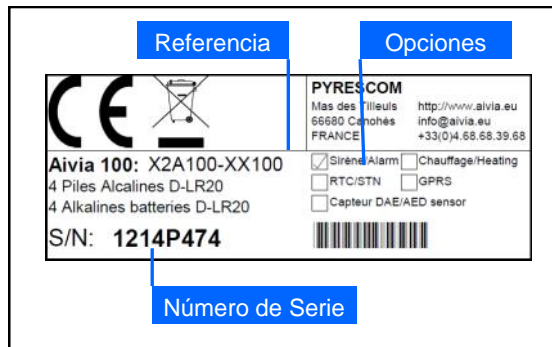 Referencia
Opciones
CE
PYRESCOM
Mas des Tilleuls http://www.aivia.eu
66680 Canohès info@aivia.eu
FRANCE +33(0)4.68.68.39.68
Aivia 100: X2A100-XX100
4 Piles Alcalines D-LR20
4 Alkalines batteries D-LR20
S/N: 1214P474
Sirène/Alarm Chauffage/Heating
RTC/STN GPRS
Capteur DAE/AED sensor
Número de Serie